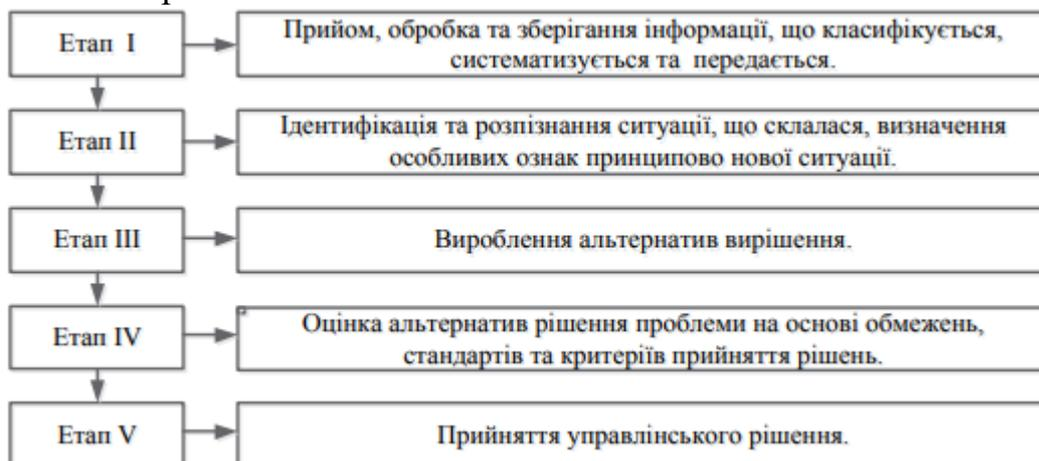 Етап I
Прийом, обробка та зберігання інформації, що класифікується,
систематизується та передається.
Етап II
Ідентифікація та розпізнання ситуації, що склалася, визначення
особливих ознак принципово нової ситуації.
Етап III
Вироблення альтернатив вирішення.
Етап IV
Оцінка альтернатив рішення проблеми на основі обмежень,
стандартів та критеріїв прийняття рішень.
Етап V
Прийняття управлінського рішення.